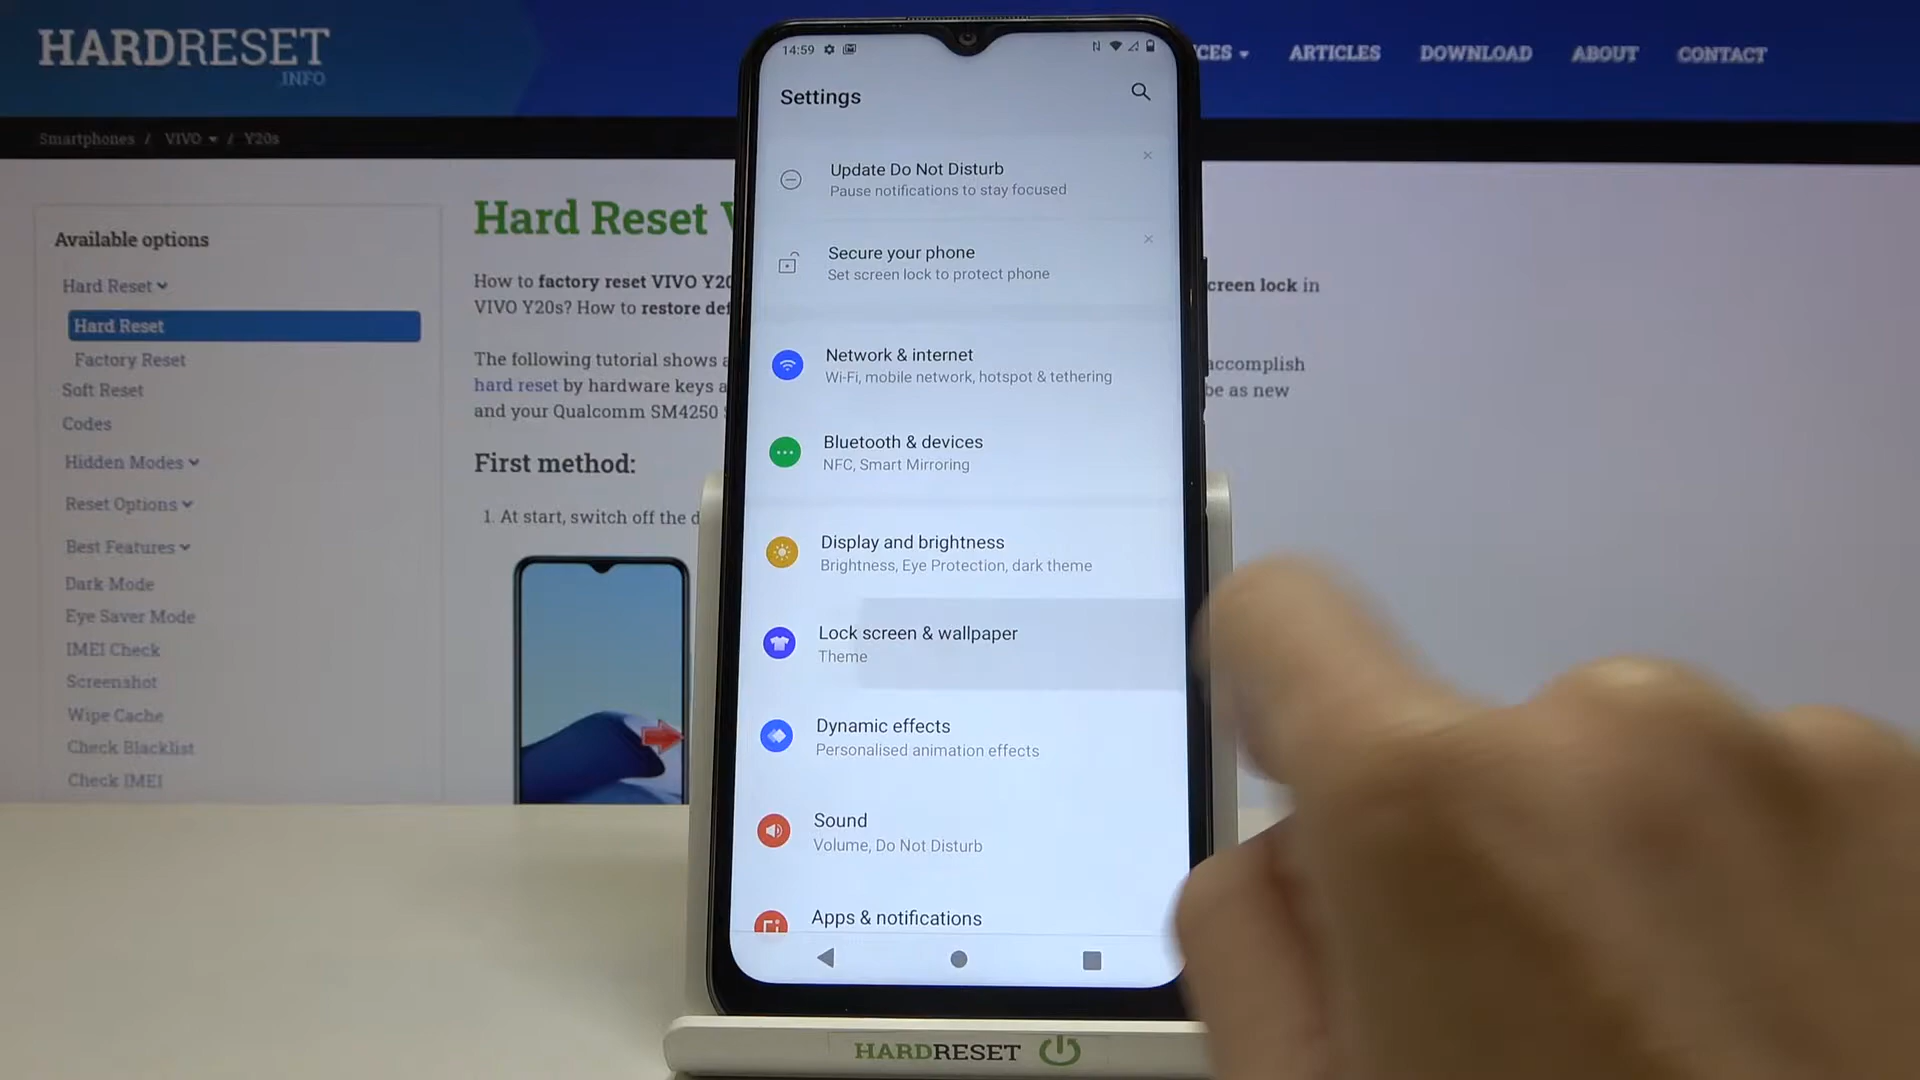 HARDRESET
.INFO
CES
ARTICLES
DOWNLOAD
ABOUT
CONTACT
Smartphones / VIVO / Y20s
Available options
Hard Reset
Hard Reset
Factory Reset
Soft Reset
Codes
Hidden Modes
Reset Options
Best Features
Dark Mode
Eye Saver Mode
IMEI Check
Screenshot
Wipe Cache
Check Blacklist
Check IMEI
Hard Reset
How to factory reset VIVO Y20
creen lock in
VIVO Y20s? How to restore def
The following tutorial shows a
accomplish
hard reset by hardware keys a
be as new
and your Qualcomm SM4250
First method:
1. At start, switch off the d
14:59
Settings
Update Do Not Disturb
Pause notifications to stay focused
Secure your phone
Set screen lock to protect phone
Network & internet
Wi-Fi, mobile network, hotspot & tethering
Bluetooth & devices
NFC, Smart Mirroring
Display and brightness
Brightness, Eye Protection, dark theme
Lock screen & wallpaper
Theme
Dynamic effects
Personalised animation effects
Sound
Volume, Do Not Disturb
Apps & notifications
HARDRESET